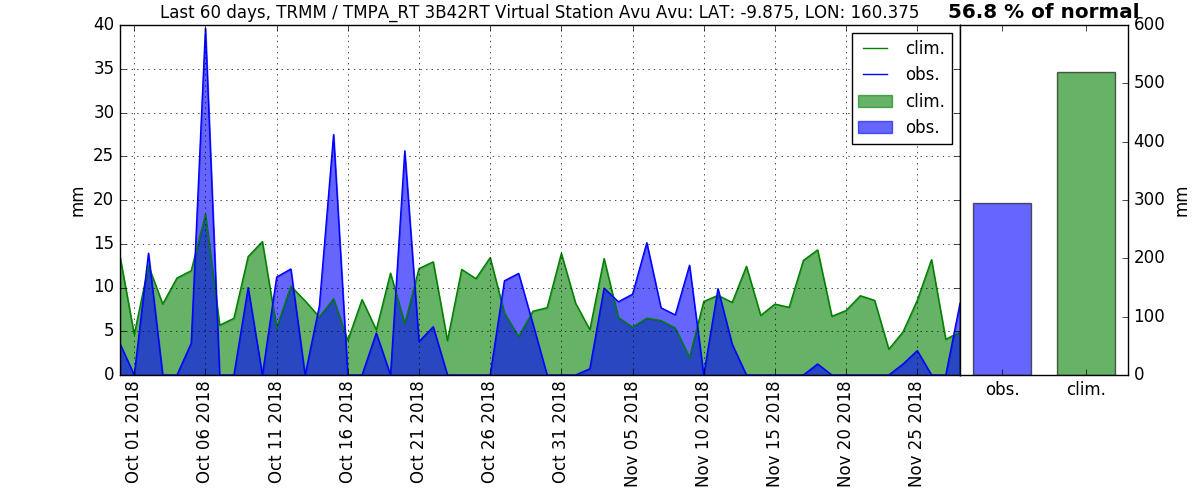 Last 60 days, TRMM / TMPA_RT 3B42RT Virtual Station Avu Avu: LAT: -9.875, LON: 160.375
56.8 % of normal
40
35
30
25
20
15
10
5
0
mm
clim.
obs.
clim.
obs.
600
500
400
300
200
100
0
mm
Oct 01 2018
Oct 06 2018
Oct 11 2018
Oct 16 2018
Oct 21 2018
Oct 26 2018
Oct 31 2018
Nov 05 2018
Nov 10 2018
Nov 15 2018
Nov 20 2018
Nov 25 2018
obs.
clim.